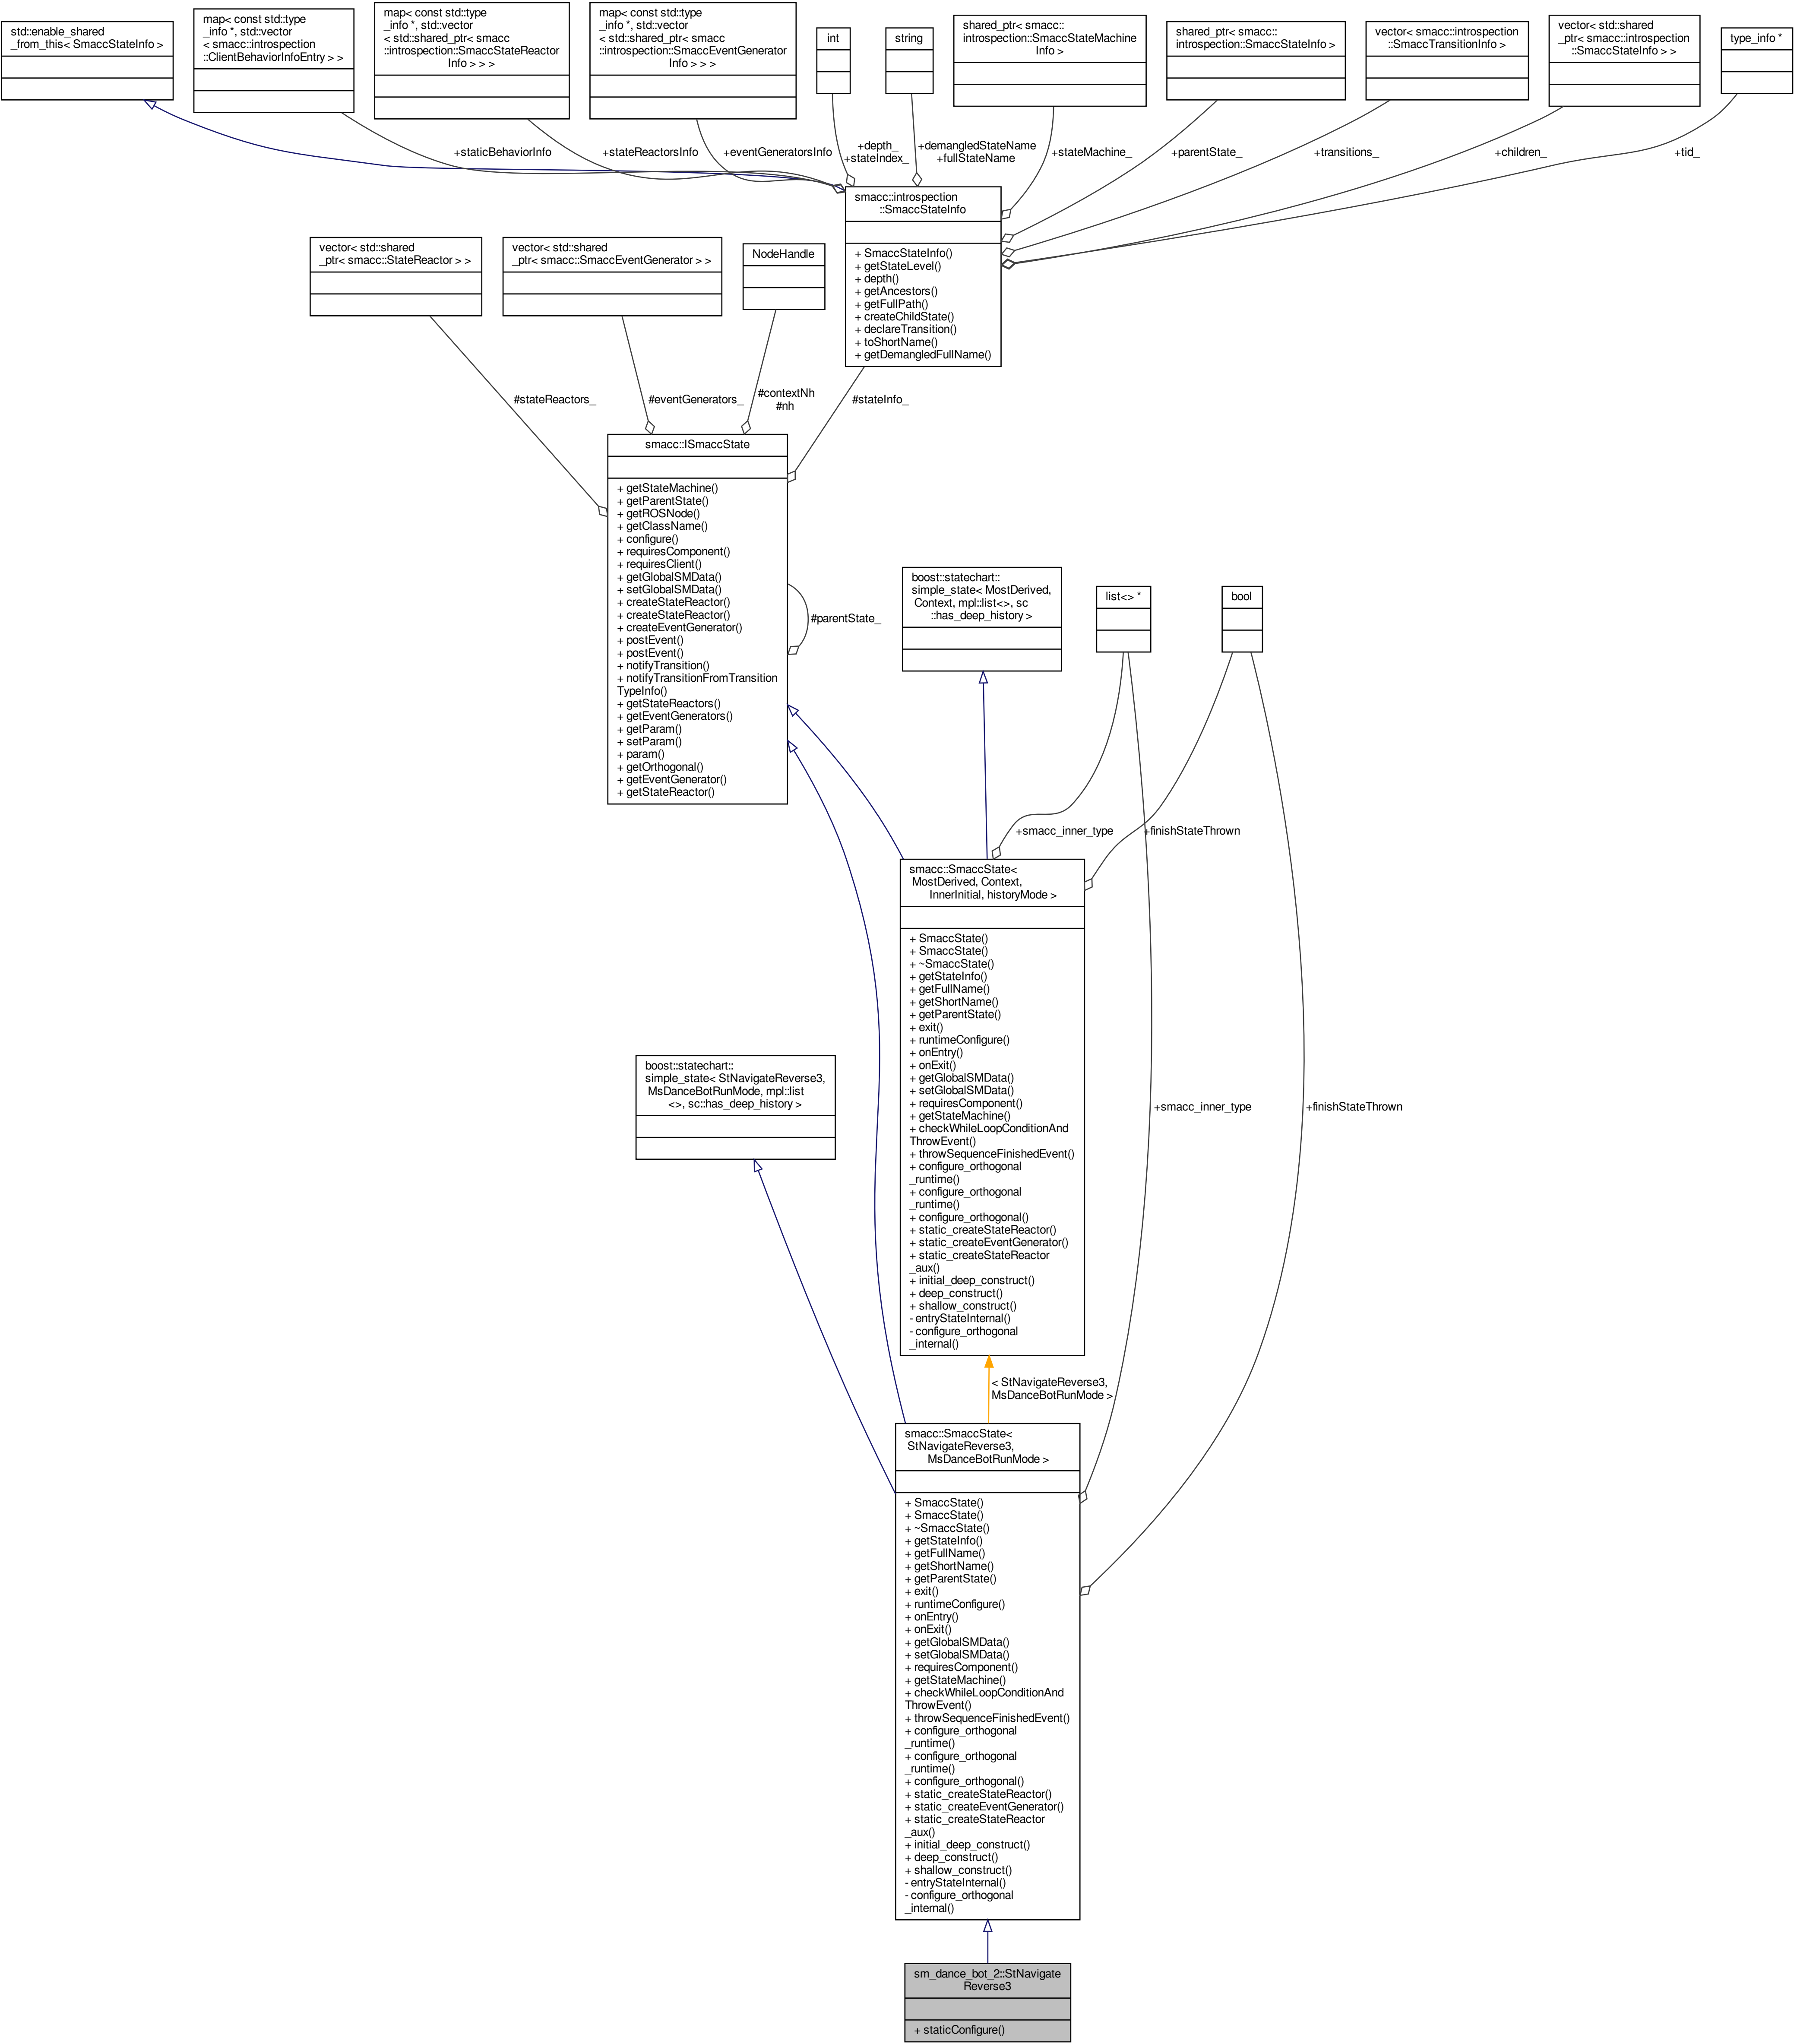 std::enable_shared
_from_this< SmaccStateInfo >
map< const std::type
_info *, std::vector
< smacc::introspection
::ClientBehaviorInfoEntry > >
map< const std::type
_info *, std::vector
< std::shared_ptr< smacc
::introspection::SmaccStateReactor
Info > > >
map< const std::type
_info *, std::vector
< std::shared_ptr< smacc
::introspection::SmaccEventGenerator
Info > > >
int
string
shared_ptr< smacc::
introspection::SmaccStateMachine
Info >
shared_ptr< smacc::
introspection::SmaccStateInfo >
vector< smacc::introspection
::SmaccTransitionInfo >
vector< std::shared
_ptr< smacc::introspection
::SmaccStateInfo > >
type_info *
+staticBehaviorInfo
+stateReactorsInfo
+eventGeneratorsInfo
+depth_
+stateIndex_
+demangledStateName
+fullStateName
+stateMachine_
+parentState_
+transitions_
+children_
+tid_
smacc::introspection
::SmaccStateInfo
+ SmaccStateInfo()
+ getStateLevel()
+ depth()
+ getAncestors()
+ getFullPath()
+ createChildState()
+ declareTransition()
+ toShortName()
+ getDemangledFullName()
vector< std::shared
_ptr< smacc::StateReactor > >
vector< std::shared
_ptr< smacc::SmaccEventGenerator > >
NodeHandle
#stateReactors_
#eventGenerators_
#contextNh
#nh
#stateInfo_
smacc::ISmaccState
+ getStateMachine()
+ getParentState()
+ getROSNode()
+ getClassName()
+ configure()
+ requiresComponent()
+ requiresClient()
+ getGlobalSMData()
+ setGlobalSMData()
+ createStateReactor()
+ createStateReactor()
+ createEventGenerator()
+ postEvent()
+ postEvent()
+ notifyTransition()
+ notifyTransitionFromTransition
TypeInfo()
+ getStateReactors()
+ getEventGenerators()
+ getParam()
+ setParam()
+ param()
+ getOrthogonal()
+ getEventGenerator()
+ getStateReactor()
#parentState_
boost::statechart::
simple_state< MostDerived,
Context, mpl::list<>, sc
::has_deep_history >
list<> *
bool
+smacc_inner_type
+finishStateThrown
smacc::SmaccState<
MostDerived, Context,
InnerInitial, historyMode >
+ SmaccState()
+ SmaccState()
+ ~SmaccState()
+ getStateInfo()
+ getFullName()
+ getShortName()
+ getParentState()
+ exit()
+ runtimeConfigure()
+ onEntry()
+ onExit()
+ getGlobalSMData()
+ setGlobalSMData()
+ requiresComponent()
+ getStateMachine()
+ checkWhileLoopConditionAnd
ThrowEvent()
+ throwSequenceFinishedEvent()
+ configure_orthogonal
_runtime()
+ configure_orthogonal
_runtime()
+ configure_orthogonal()
+ static_createStateReactor()
+ static_createEventGenerator()
+ static_createStateReactor
_aux()
+ initial_deep_construct()
+ deep_construct()
+ shallow_construct()
- entryStateInternal()
- configure_orthogonal
_internal()
boost::statechart::
simple_state< StNavigateReverse3,
MsDanceBotRunMode, mpl::list
<>, sc::has_deep_history >
+smacc_inner_type
+finishStateThrown
< StNavigateReverse3,
MsDanceBotRunMode >
smacc::SmaccState<
StNavigateReverse3,
MsDanceBotRunMode >
+ SmaccState()
+ SmaccState()
+ ~SmaccState()
+ getStateInfo()
+ getFullName()
+ getShortName()
+ getParentState()
+ exit()
+ runtimeConfigure()
+ onEntry()
+ onExit()
+ getGlobalSMData()
+ setGlobalSMData()
+ requiresComponent()
+ getStateMachine()
+ checkWhileLoopConditionAnd
ThrowEvent()
+ throwSequenceFinishedEvent()
+ configure_orthogonal
_runtime()
+ configure_orthogonal
_runtime()
+ configure_orthogonal()
+ static_createStateReactor()
+ static_createEventGenerator()
+ static_createStateReactor
_aux()
+ initial_deep_construct()
+ deep_construct()
+ shallow_construct()
- entryStateInternal()
- configure_orthogonal
_internal()
sm_dance_bot_2::StNavigate
Reverse3
+ staticConfigure()